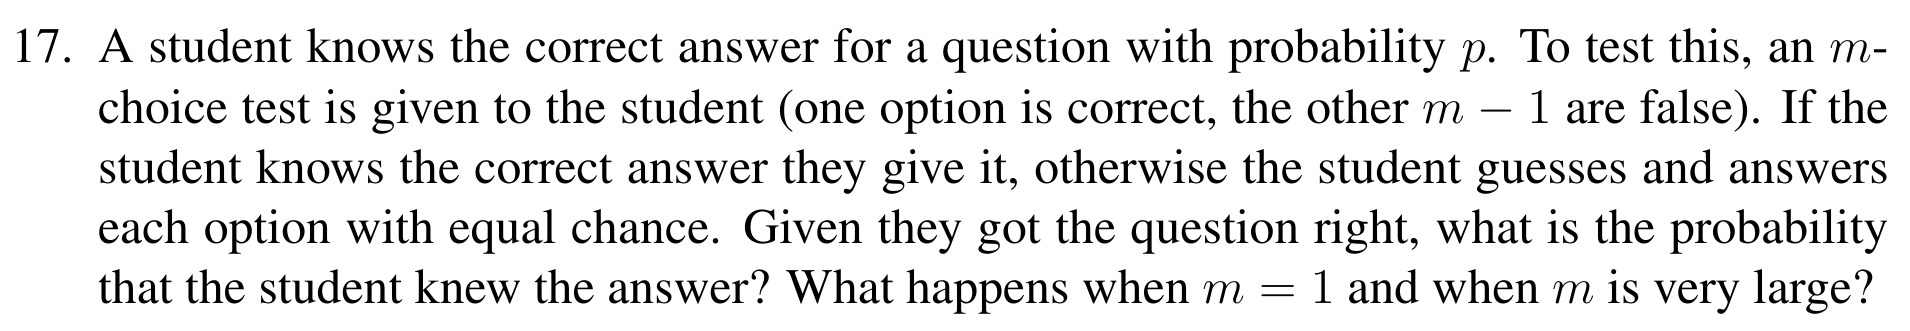 17. A student knows the correct answer for a question with probability p. To test this, an m-
choice test is given to the student (one option is correct, the other m − 1 are false). If the
student knows the correct answer they give it, otherwise the student guesses and answers
each option with equal chance. Given they got the question right, what is the probability
that the student knew the answer? What happens when m = 1 and when m is very large?